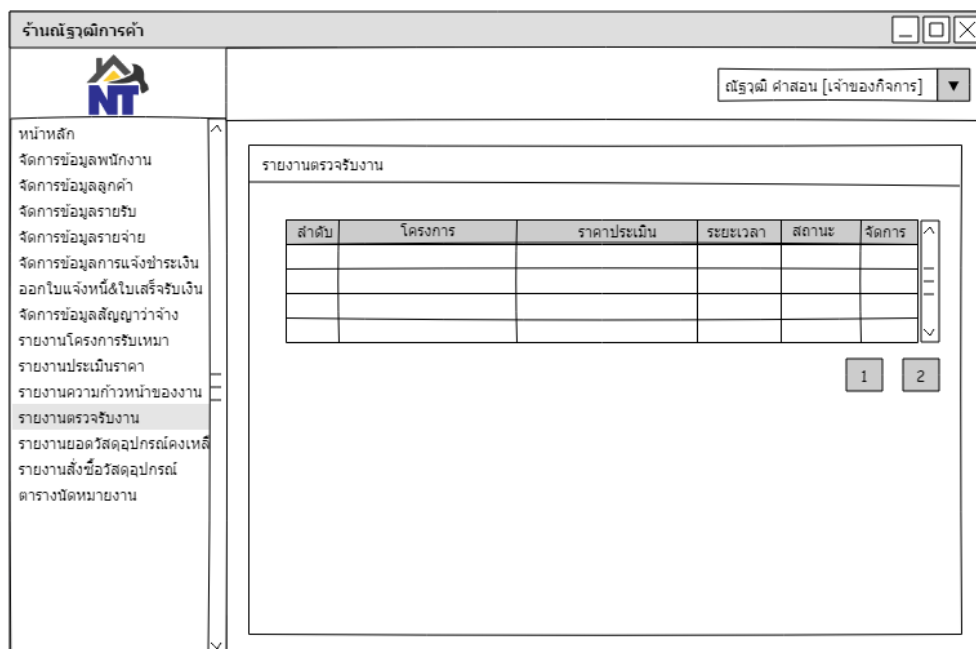 ร้านณัฐวุฒิการค้า
NT
ณัฐวุฒิ คำสอน [เจ้าของกิจการ]
หน้าหลัก
จัดการข้อมูลพนักงาน
จัดการข้อมูลลูกค้า
จัดการข้อมูลรายรับ
จัดการข้อมูลรายจ่าย
จัดการข้อมูลการแจ้งชำระเงิน
ออกใบแจ้งหนี้&ใบเสร็จรับเงิน
จัดการข้อมูลสัญญาว่าจ้าง
รายงานโครงการรับเหมา
รายงานประเมินราคา
รายงานความก้าวหน้าของงาน
รายงานตรวจรับงาน
รายงานยอดวัสดุอุปกรณ์คงเหลื
รายงานสั่งซื้อวัสดุอุปกรณ์
ตารางนัดหมายงาน
รายงานตรวจรับงาน
ลำดับ โครงการ ราคาประเมิน ระยะเวลา สถานะ จัดการ
1 2